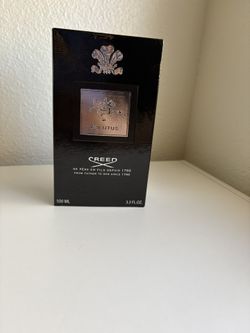 AVENTUS
CREED
DE PÈRE EN FILS DEPUIS 1760
FROM FATHER TO SON SINCE 1760
100 ML
3.3 FL.OZ.